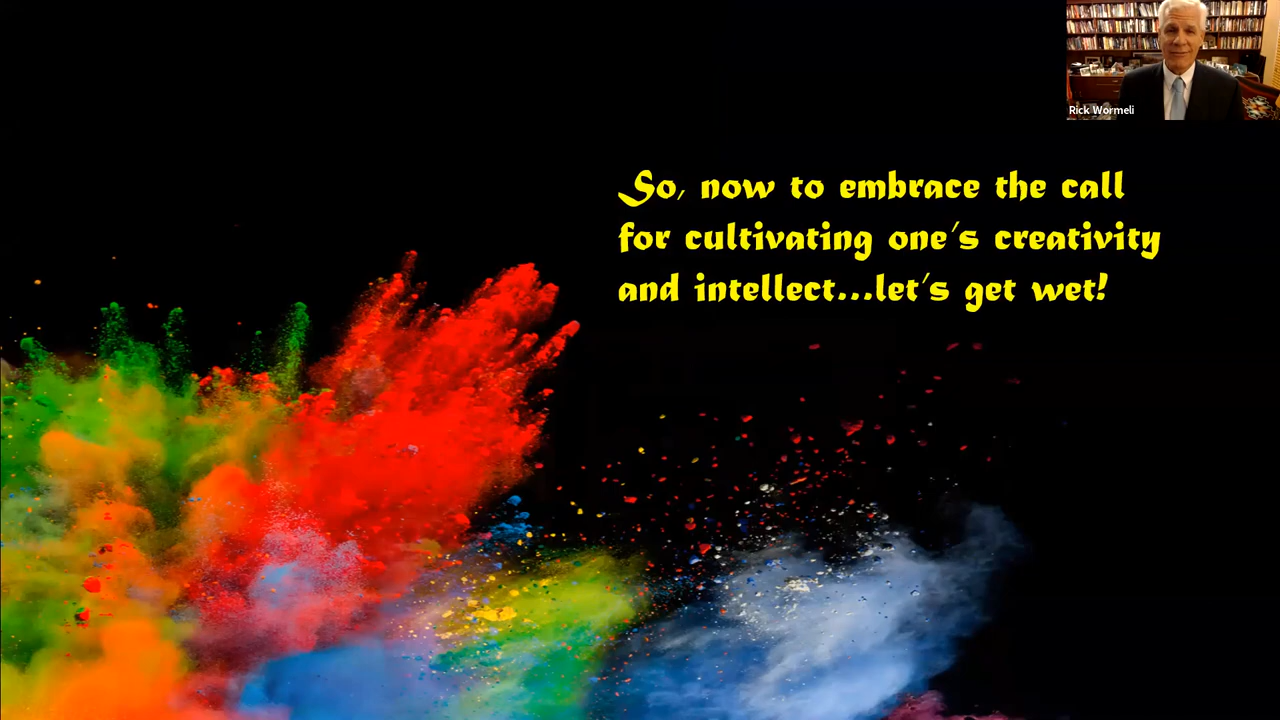 Rick Wormeli
So, now to embrace the call
for cultivating one's creativity
and intellect...let's get wet!